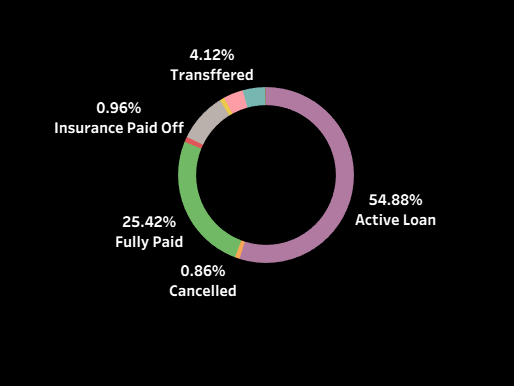 4.12%
Transffered
0.96%
Insurance Paid Off
54.88%
Active Loan
25.42%
Fully Paid
0.86%
Cancelled